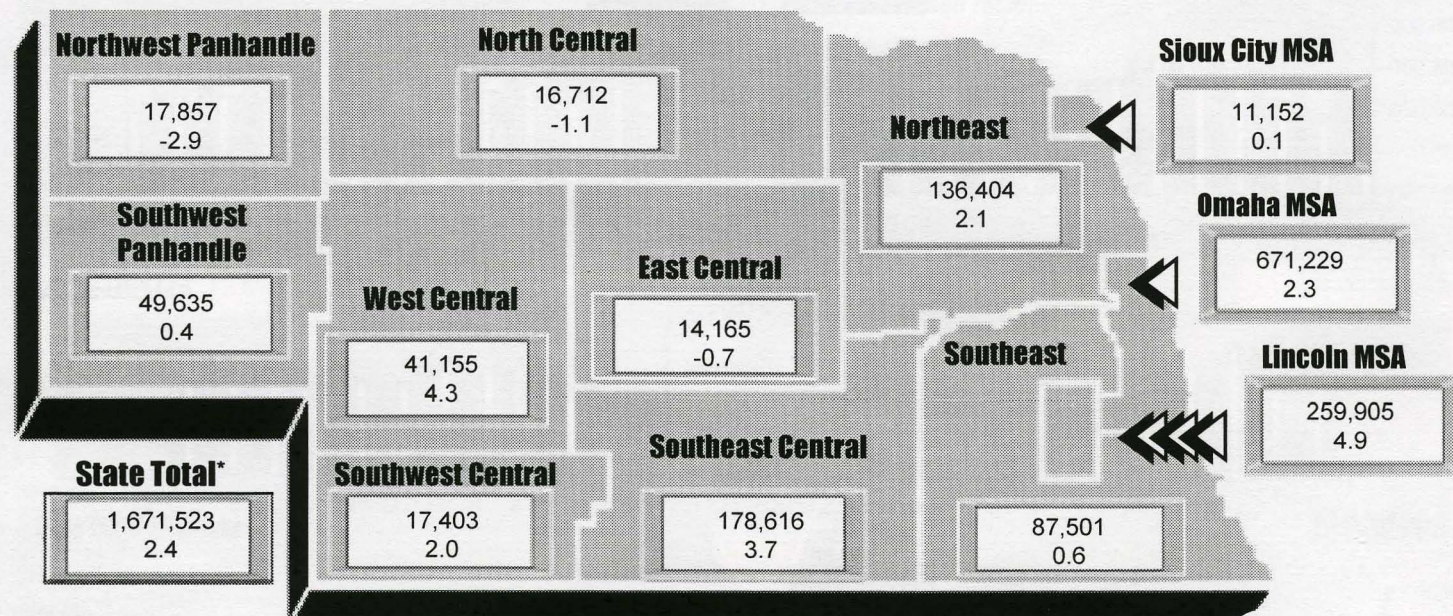 Northwest Panhandle
17,857
-2.9
North Central
16,712
-1.1
Sioux City MSA
11,152
0.1
Northeast
136,404
2.1
Southwest
Panhandle
49,635
0.4
West Central
41,155
4.3
East Central
14,165
-0.7
Omaha MSA
671,229
2.3
Southeast
87,501
0.6
Lincoln MSA
259,905
4.9
State Total*
1,671,523
2.4
Southwest Central
17,403
2.0
Southeast Central
178,616
3.7